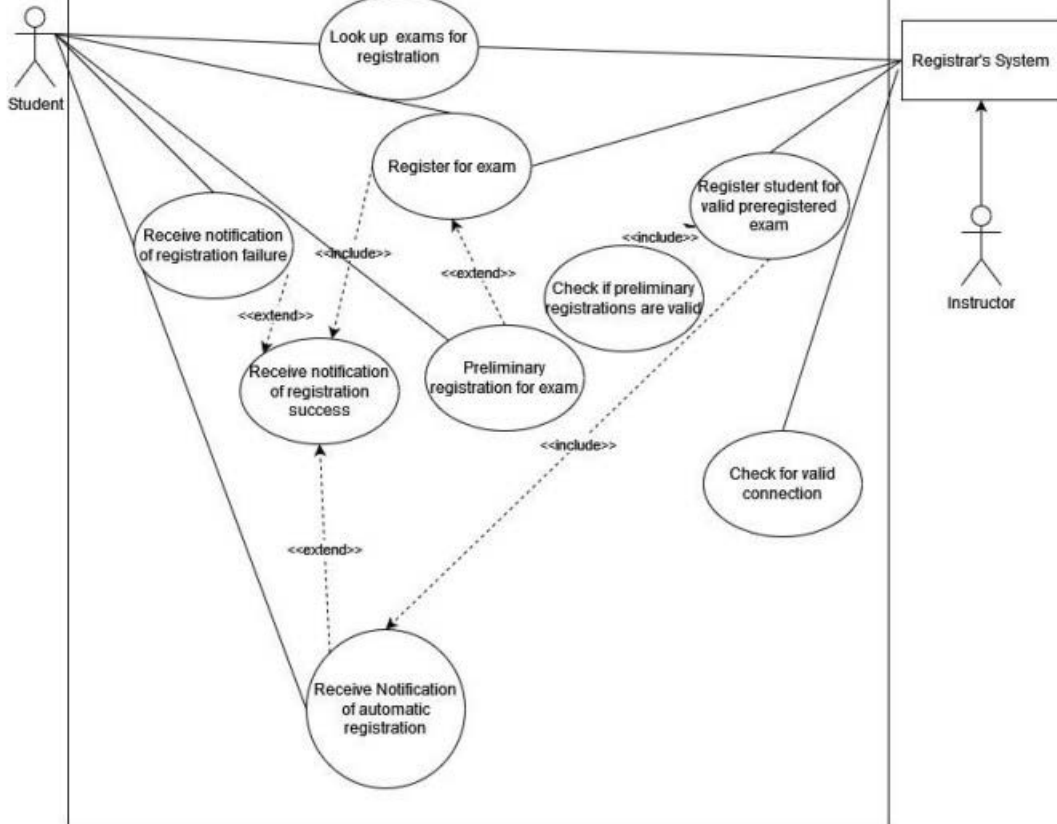 Look up exams for
registration
Registrar's System
Student
Register for exam
Register student for
valid preregistered
exam
Receive notification
of registration failure
<<include>>
<<include>>
<<extend>>
Check if preliminary
registrations are valid
Instructor
<<extend>>
Receive notification
of registration
success
Preliminary
registration for exam
<<include>>
Check for valid
connection
<<extend>>
Receive Notification
of automatic
registration